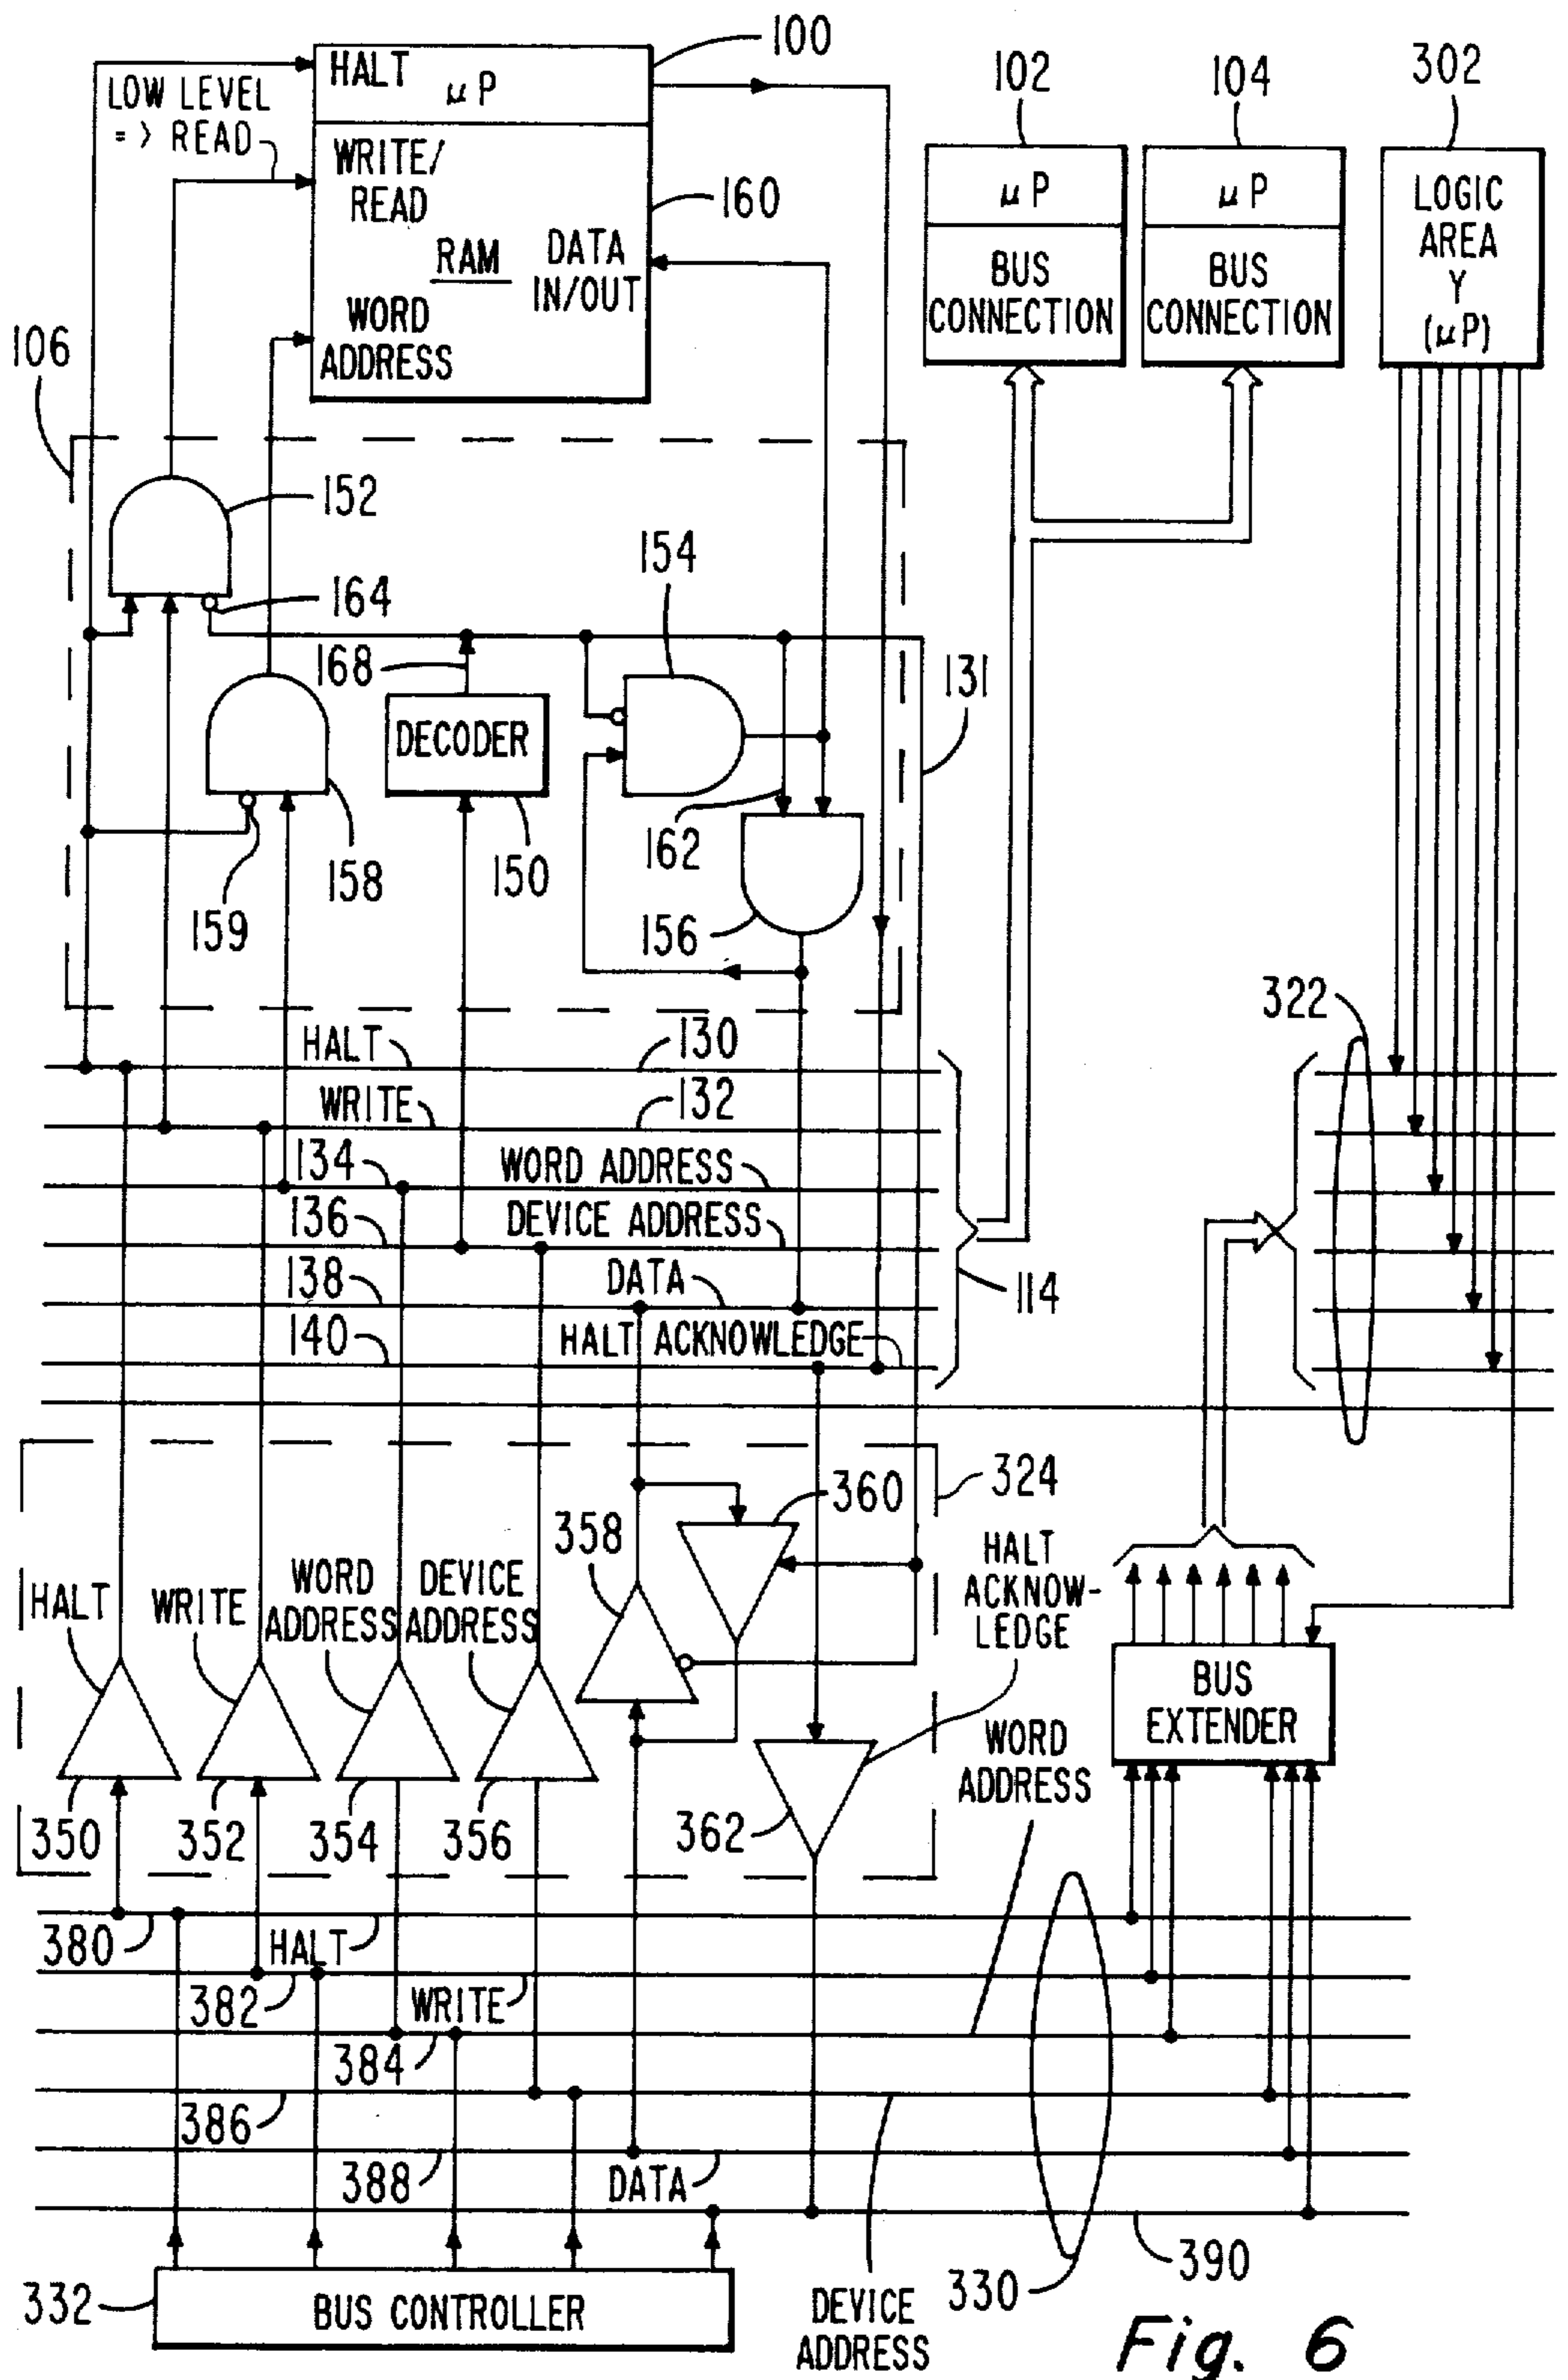 100
102
104
302
HALT
μP
LOW LEVEL
=> READ
WRITE/
READ
160
RAM
DATA
IN/OUT
WORD
ADDRESS
μP
BUS
CONNECTION
μP
BUS
CONNECTION
LOGIC
AREA
Y
(μP)
106
152
154
164
168
131
DECODER
162
159
158
150
156
322
HALT
130
WRITE
132
134
WORD ADDRESS
136
DEVICE ADDRESS
138
DATA
114
140
HALT ACKNOWLEDGE
324
360
358
HALT
ACKNOW-
LEDGE
HALT
WRITE
WORD
ADDRESS
DEVICE
ADDRESS
BUS
EXTENDER
WORD
ADDRESS
350
352
354
356
362
380
HALT
382
WRITE
384
386
388
DATA
390
330
332
BUS CONTROLLER
DEVICE
ADDRESS
Fig. 6